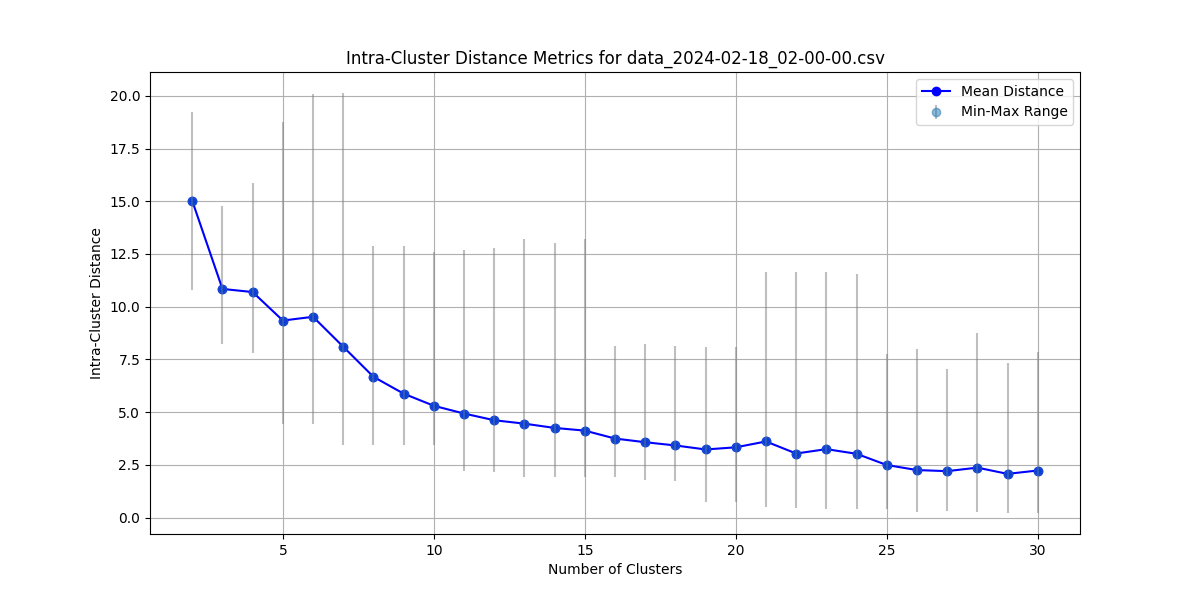 Intra-Cluster Distance Metrics for data_2024-02-18_02-00-00.csv
Mean Distance
Min-Max Range
Intra-Cluster Distance
20.0
17.5
15.0
12.5
10.0
7.5
5.0
2.5
0.0
5 10 15 20 25 30
Number of Clusters